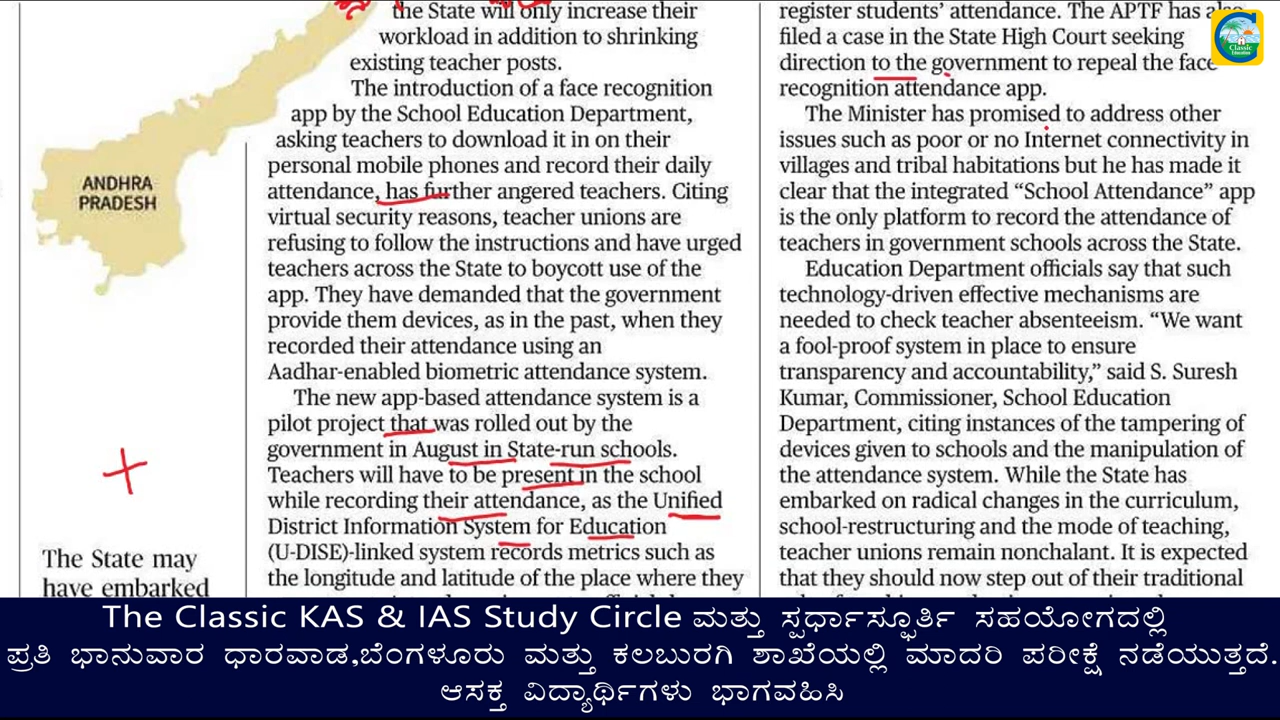 ANDHRA
PRADESH
The State may
have embarked
the State will only increase their
workload in addition to shrinking
existing teacher posts.
The introduction of a face recognition
app by the School Education Department,
asking teachers to download it in on their
personal mobile phones and record their daily
attendance, has further angered teachers. Citing
virtual security reasons, teacher unions are
refusing to follow the instructions and have urged
teachers across the State to boycott use of the
app. They have demanded that the government
provide them devices, as in the past, when they
recorded their attendance using an
Aadhar-enabled biometric attendance system.
The new app-based attendance system is a
pilot project that was rolled out by the
government in August in State-run schools.
Teachers will have to be present in the school
while recording their attendance, as the Unified
District Information System for Education
(U-DISE)-linked system records metrics such as
the longitude and latitude of the place where they
register students’ attendance. The APTF has also
filed a case in the State High Court seeking
direction to the government to repeal the face
recognition attendance app.
The Minister has promised to address other
issues such as poor or no Internet connectivity in
villages and tribal habitations but he has made it
clear that the integrated “School Attendance” app
is the only platform to record the attendance of
teachers in government schools across the State.
Education Department officials say that such
technology-driven effective mechanisms are
needed to check teacher absenteeism. “We want
a fool-proof system in place to ensure
transparency and accountability,” said S. Suresh
Kumar, Commissioner, School Education
Department, citing instances of the tampering of
devices given to schools and the manipulation of
the attendance system. While the State has
embarked on radical changes in the curriculum,
school-restructuring and the mode of teaching,
teacher unions remain nonchalant. It is expected
that they should now step out of their traditional
Classic
Education
The Classic KAS & IAS Study Circle ಮತ್ತು ಸ್ಪರ್ಧಾಸ್ಫೂರ್ತಿ ಸಹಯೋಗದಲ್ಲಿ
ಪ್ರತಿ ಭಾನುವಾರ ಧಾರವಾಡ,ಬೆಂಗಳೂರು ಮತ್ತು ಕಲಬುರಗಿ ಶಾಖೆಯಲ್ಲಿ ಮಾದರಿ ಪರೀಕ್ಷೆ ನಡೆಯುತ್ತದೆ.
ಆಸಕ್ತ ವಿದ್ಯಾರ್ಥಿಗಳು ಭಾಗವಹಿಸಿ